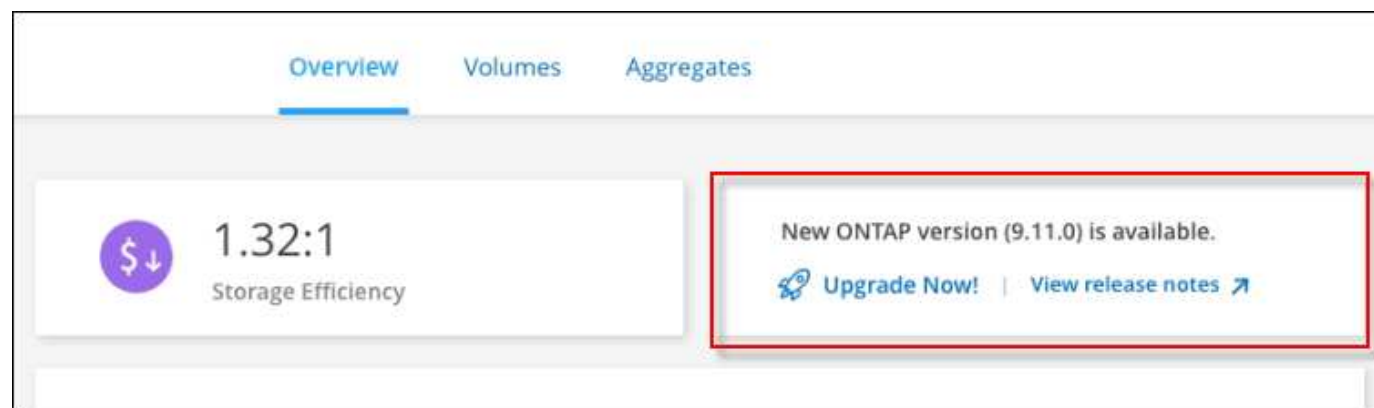 Overview Volumes Aggregates
1.32:1
Storage Efficiency
New ONTAP version (9.11.0) is available.
Upgrade Now! | View release notes